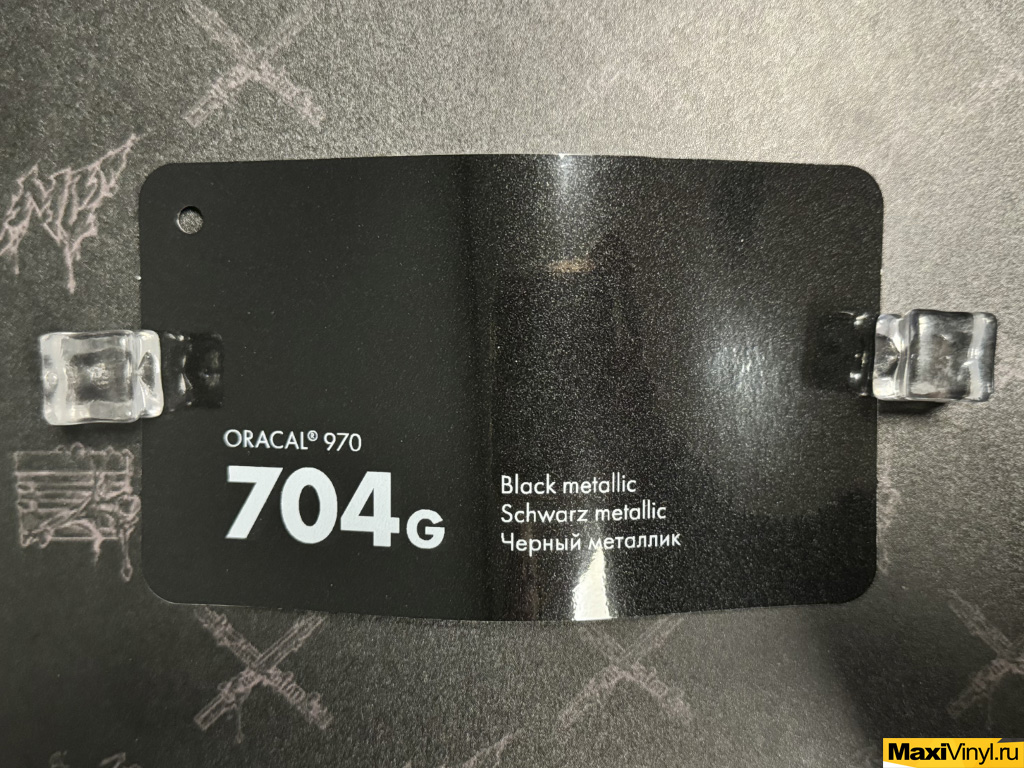 ORACAL® 970
704G
Black metallic
Schwarz metallic
Черный металлик
MaxiVinyl.ru